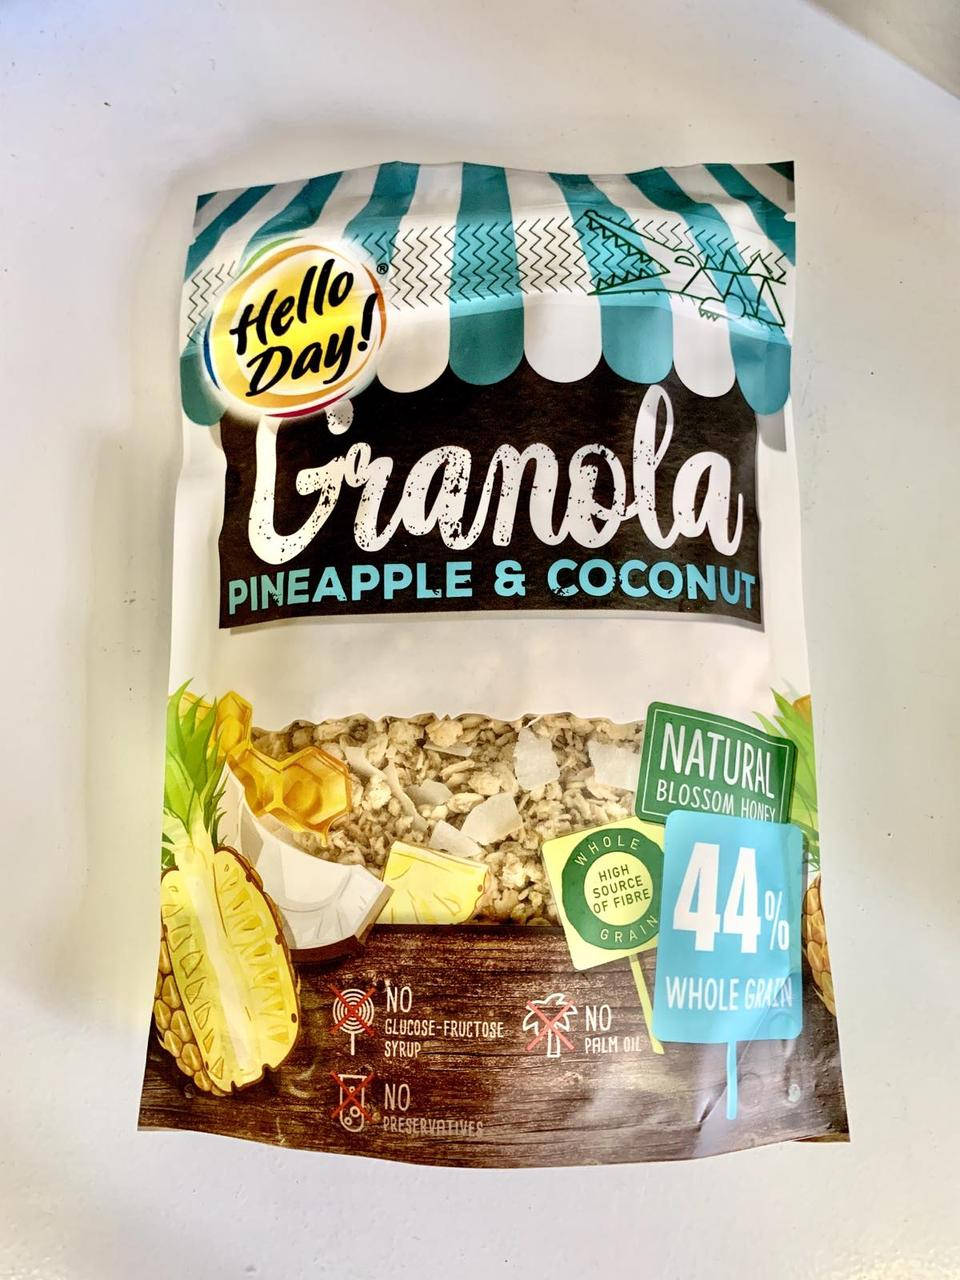 Hello
Day!
®
Granola
PINEAPPLE & COCONUT
NATURAL
BLOSSOM HONEY
WHOLE
HIGH
SOURCE
OF FIBRE
GRAIN
44%
WHOLE GRAIN
NO
GLUCOSE-FRUCTOSE
SYRUP
NO
PALM OIL
NO
PRESERVATIVES